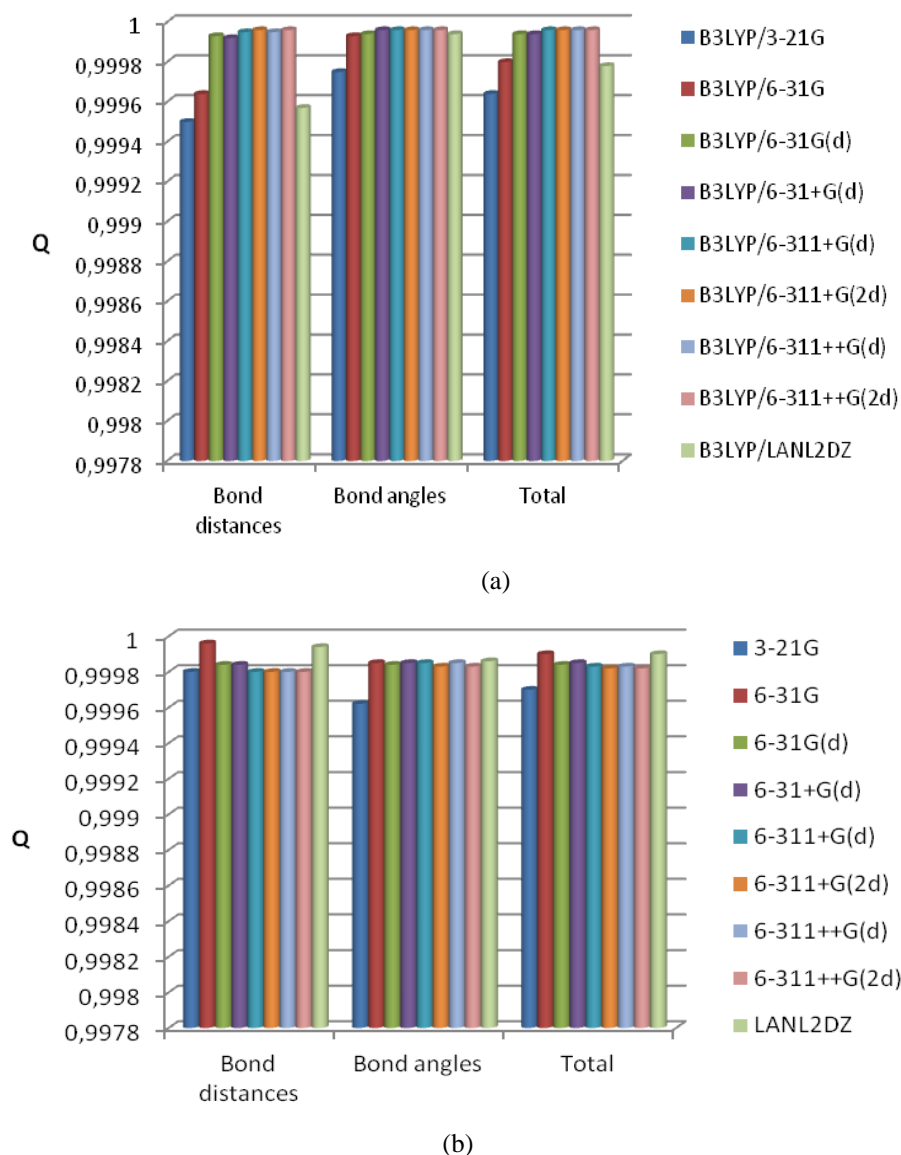 1
0,9998
0,9996
0,9994
0,9992
0,999
0,9988
0,9986
0,9984
0,9982
0,998
0,9978
Q
Bond distances
Bond angles
Total
B3LYP/3-21G
B3LYP/6-31G
B3LYP/6-31G(d)
B3LYP/6-31+G(d)
B3LYP/6-311+G(d)
B3LYP/6-311+G(2d)
B3LYP/6-311++G(d)
B3LYP/6-311++G(2d)
B3LYP/LANL2DZ
(a)
1
0,9998
0,9996
0,9994
0,9992
0,999
0,9988
0,9986
0,9984
0,9982
0,998
0,9978
Q
Bond distances
Bond angles
Total
3-21G
6-31G
6-31G(d)
6-31+G(d)
6-311+G(d)
6-311+G(2d)
6-311++G(d)
6-311++G(2d)
LANL2DZ
(b)